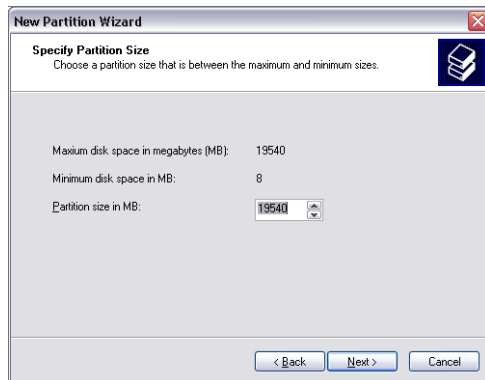 New Partition Wizard
Specify Partition Size
Choose a partition size that is between the maximum and minimum sizes.
Maxium disk space in megabytes (MB): 19540
Minimum disk space in MB: 8
Partition size in MB: 19540
< Back Next > Cancel